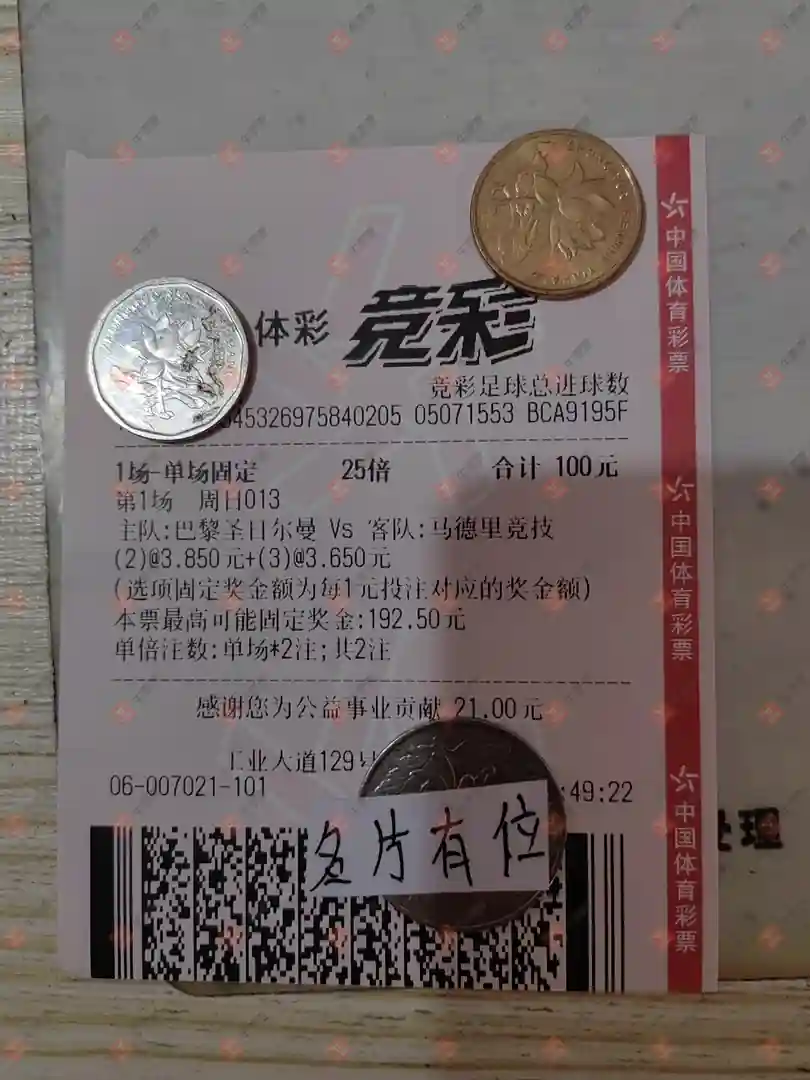 体彩 竞彩
竞彩足球总进球数
45326975840205 05071553 BCA9195F
1场-单场固定 25倍 合计 100元
第1场 周日013
主队:巴黎圣日尔曼 Vs 客队:马德里竞技
(2)@3.850元+(3)@3.650元
(选项固定奖金额为每1元投注对应的奖金额)
本票最高可能固定奖金:192.50元
单倍注数:单场*2注;共2注
感谢您为公益事业贡献 21.00元
工业大道129号
06-007021-101 :49:22
名片有位
中国体育彩票
中国体育彩票
中国体育彩票
处理